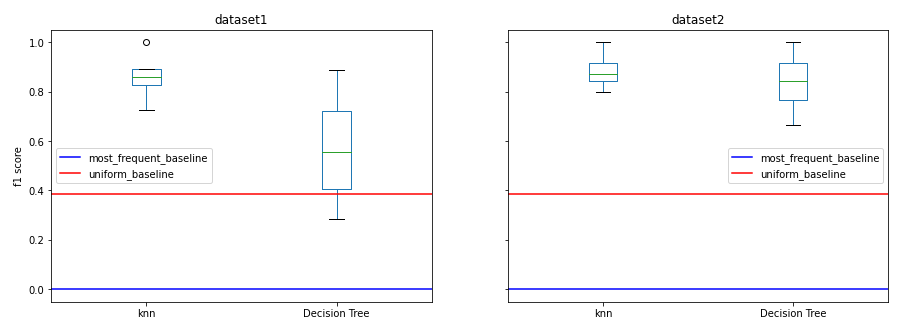 dataset1
f1 score
1.0
0.8
0.6
0.4
0.2
0.0
most_frequent_baseline
uniform_baseline
knn
Decision Tree
dataset2
most_frequent_baseline
uniform_baseline
knn
Decision Tree